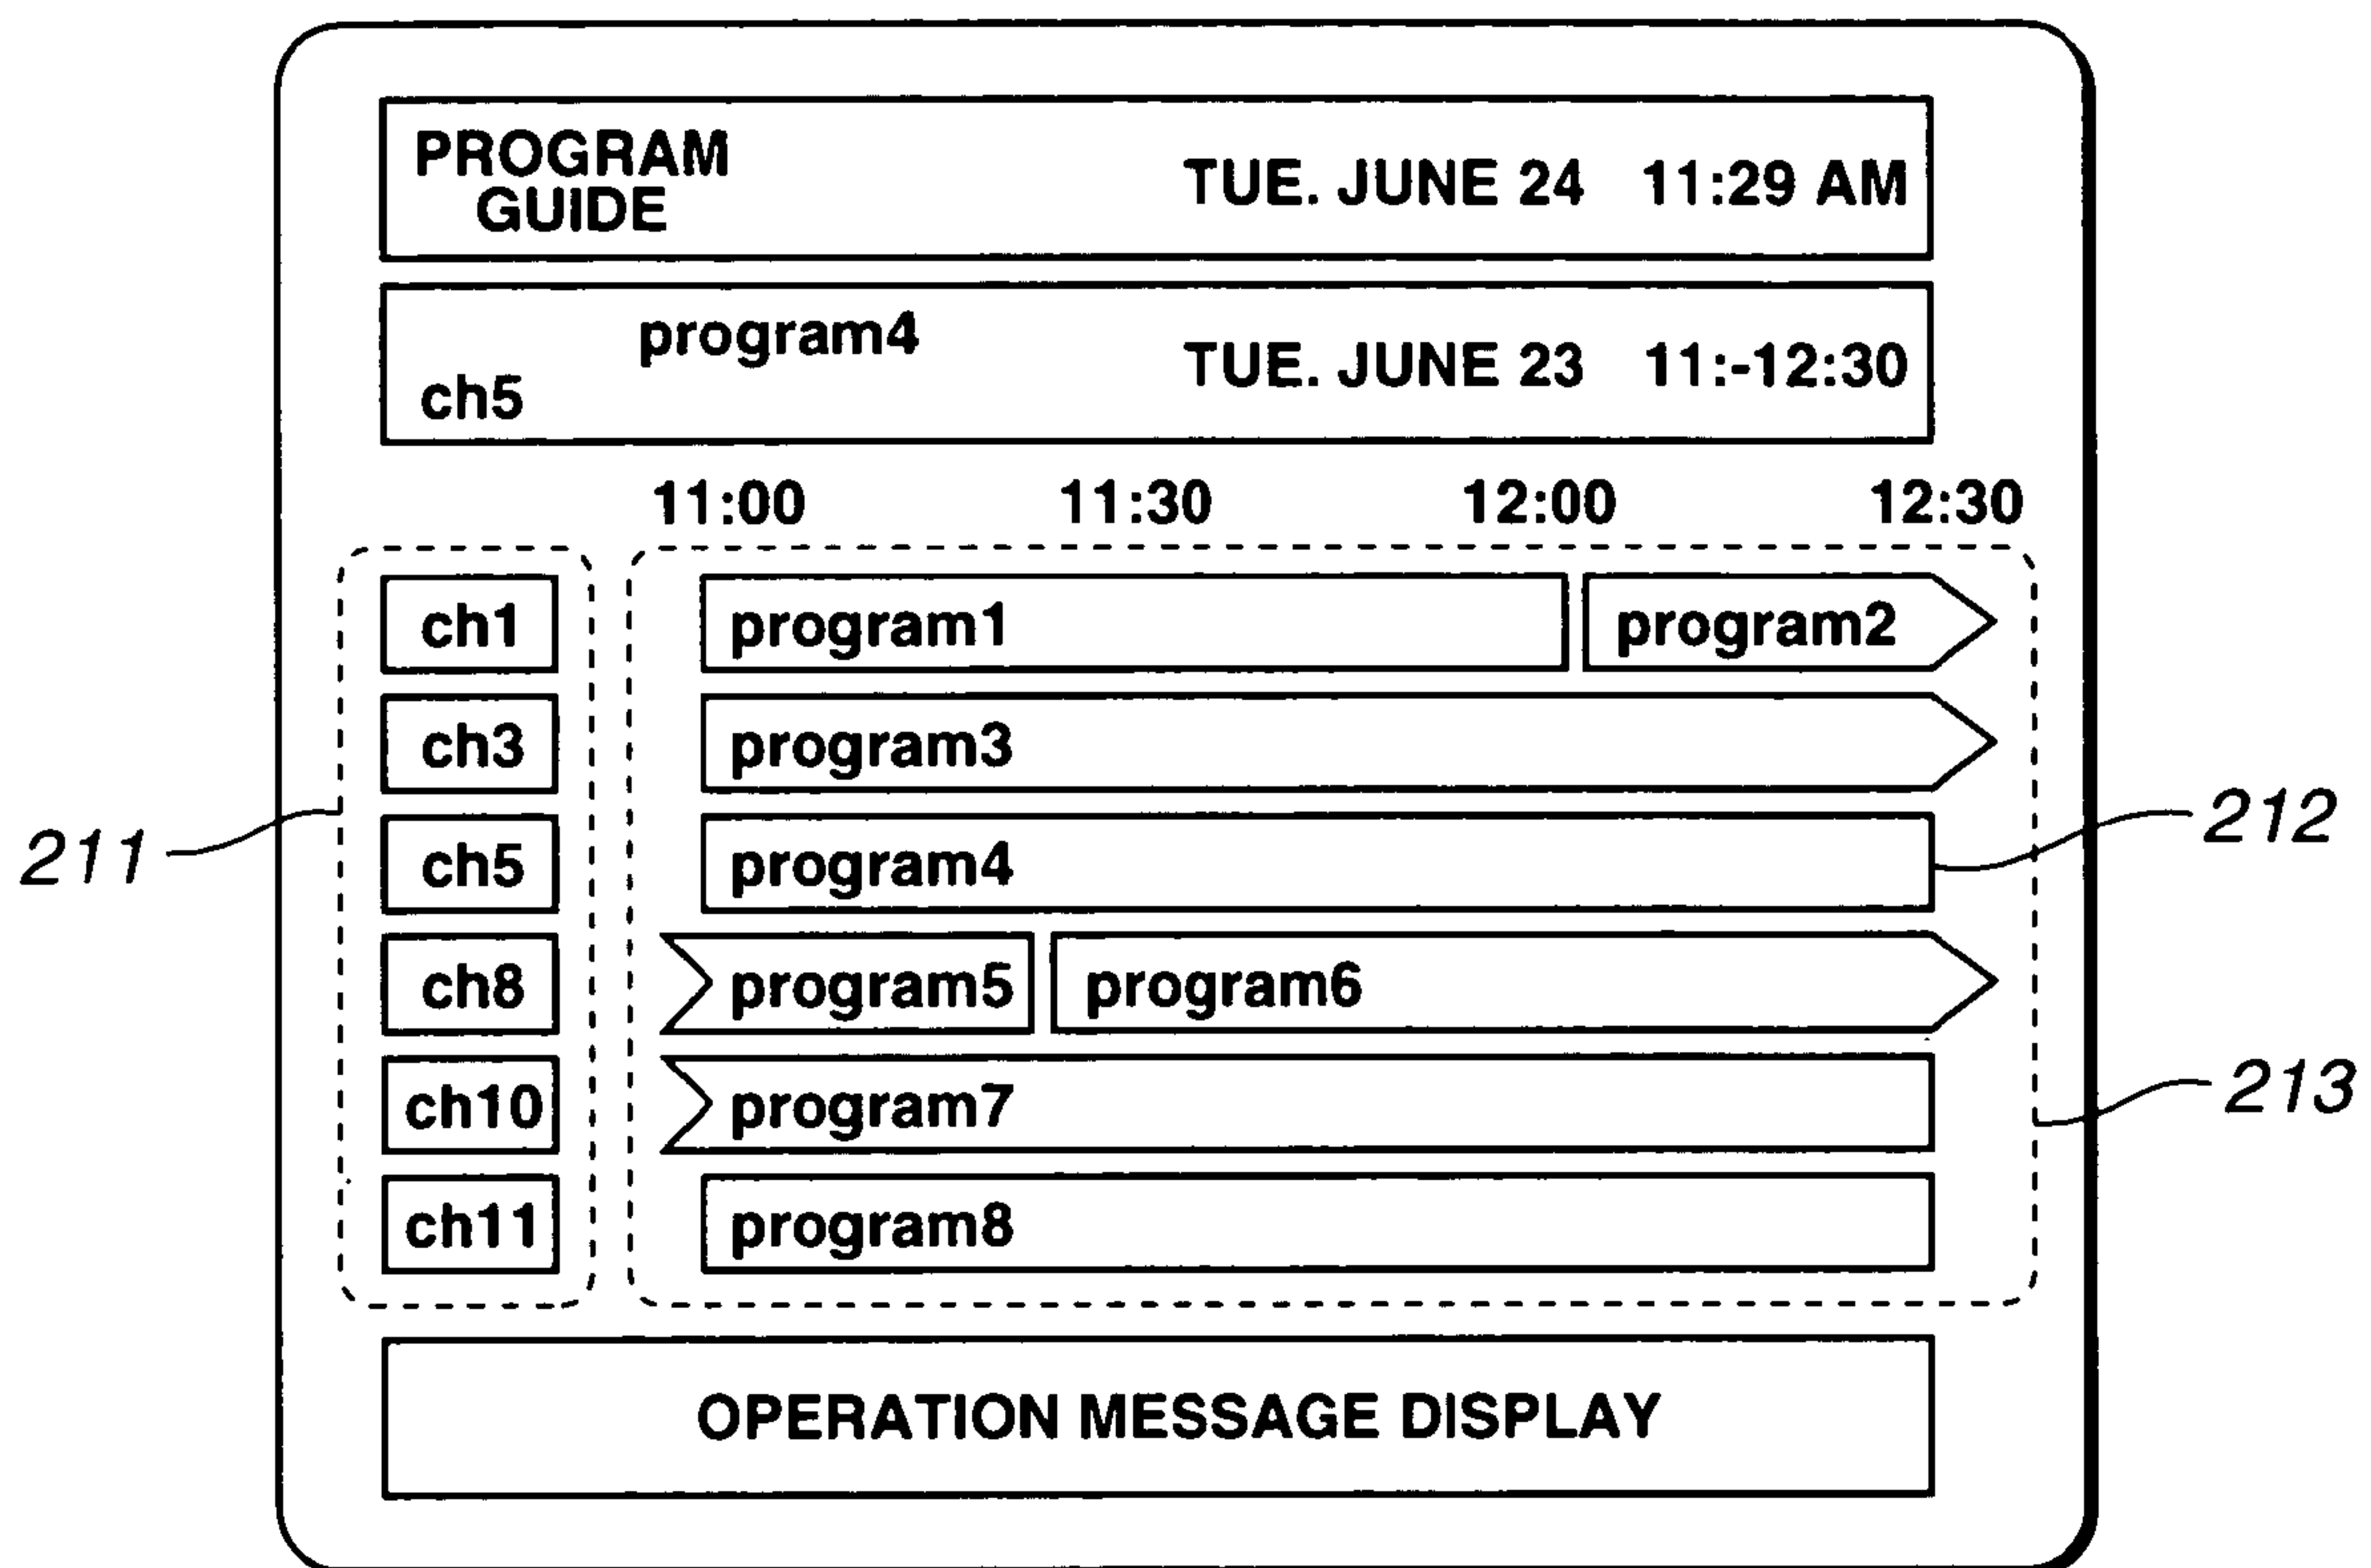 PROGRAM
GUIDE
TUE. JUNE 24 11:29 AM
program4
ch5
TUE. JUNE 23 11:-12:30
11:00 11:30 12:00 12:30
ch1 program1 program2
ch3 program3
ch5 program4
ch8 program5 program6
ch10 program7
ch11 program8
OPERATION MESSAGE DISPLAY
211
212
213